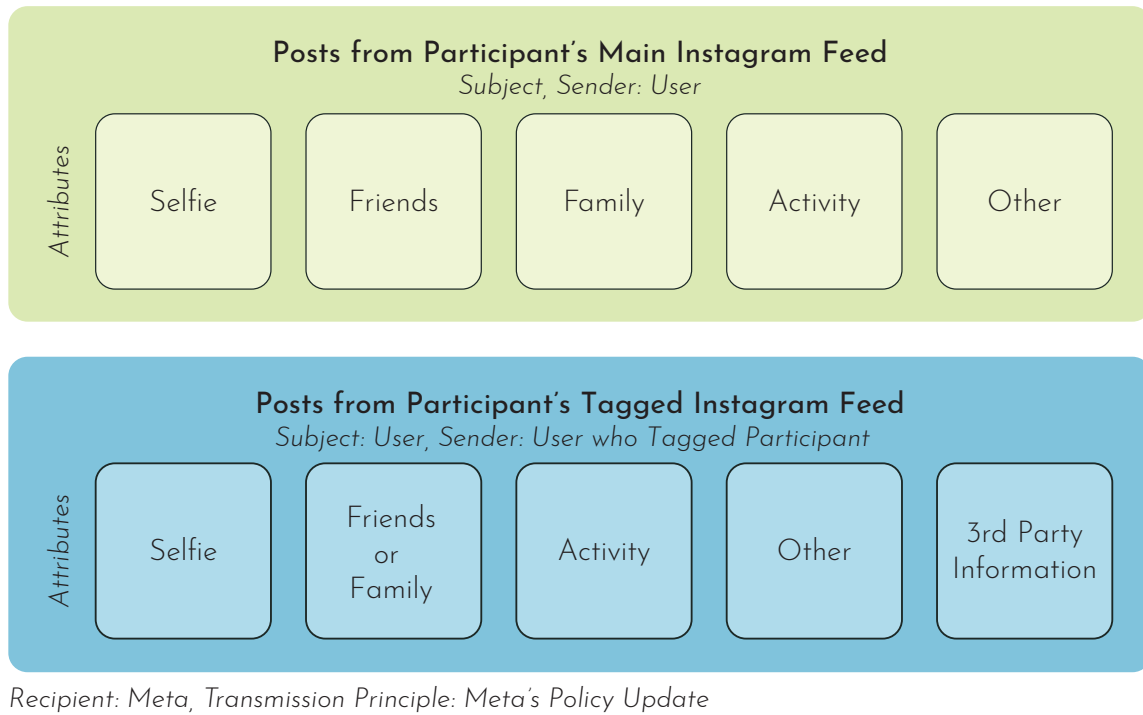 Posts from Participant's Main Instagram Feed
Subject, Sender: User
Attributes
Selfie
Friends
Family
Activity
Other
Posts from Participant's Tagged Instagram Feed
Subject: User, Sender: User who Tagged Participant
Attributes
Selfie
Friends
or
Family
Activity
Other
3rd Party
Information
Recipient: Meta, Transmission Principle: Meta's Policy Update